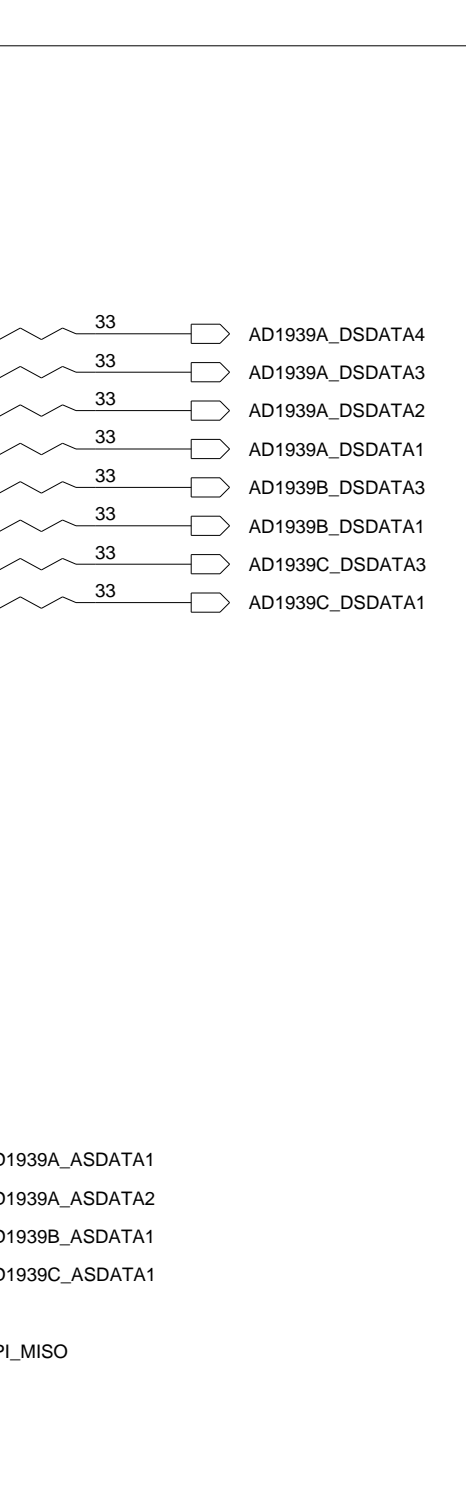 33 AD1939A_DSDATA4
33 AD1939A_DSDATA3
33 AD1939A_DSDATA2
33 AD1939A_DSDATA1
33 AD1939B_DSDATA3
33 AD1939B_DSDATA1
33 AD1939C_DSDATA3
33 AD1939C_DSDATA1
D1939A_ASDATA1
D1939A_ASDATA2
D1939B_ASDATA1
D1939C_ASDATA1
PI_MISO